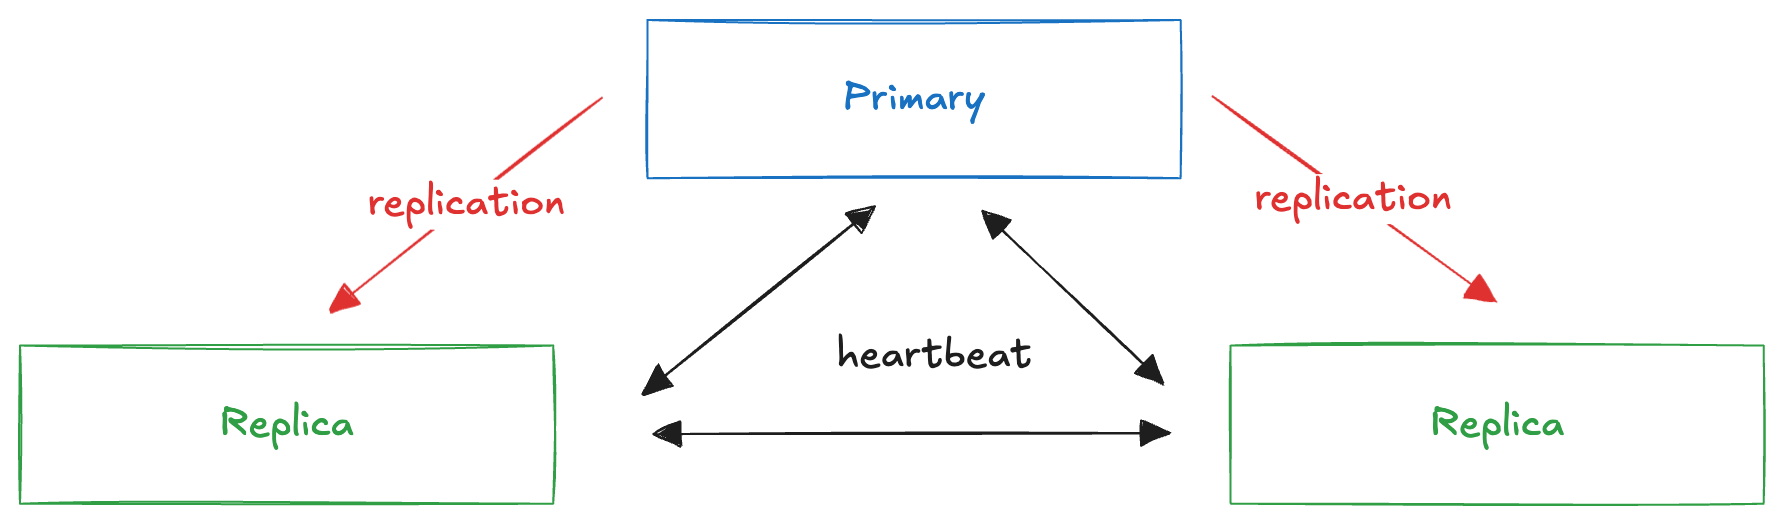 Primary
replication
replication
heartbeat
Replica
Replica